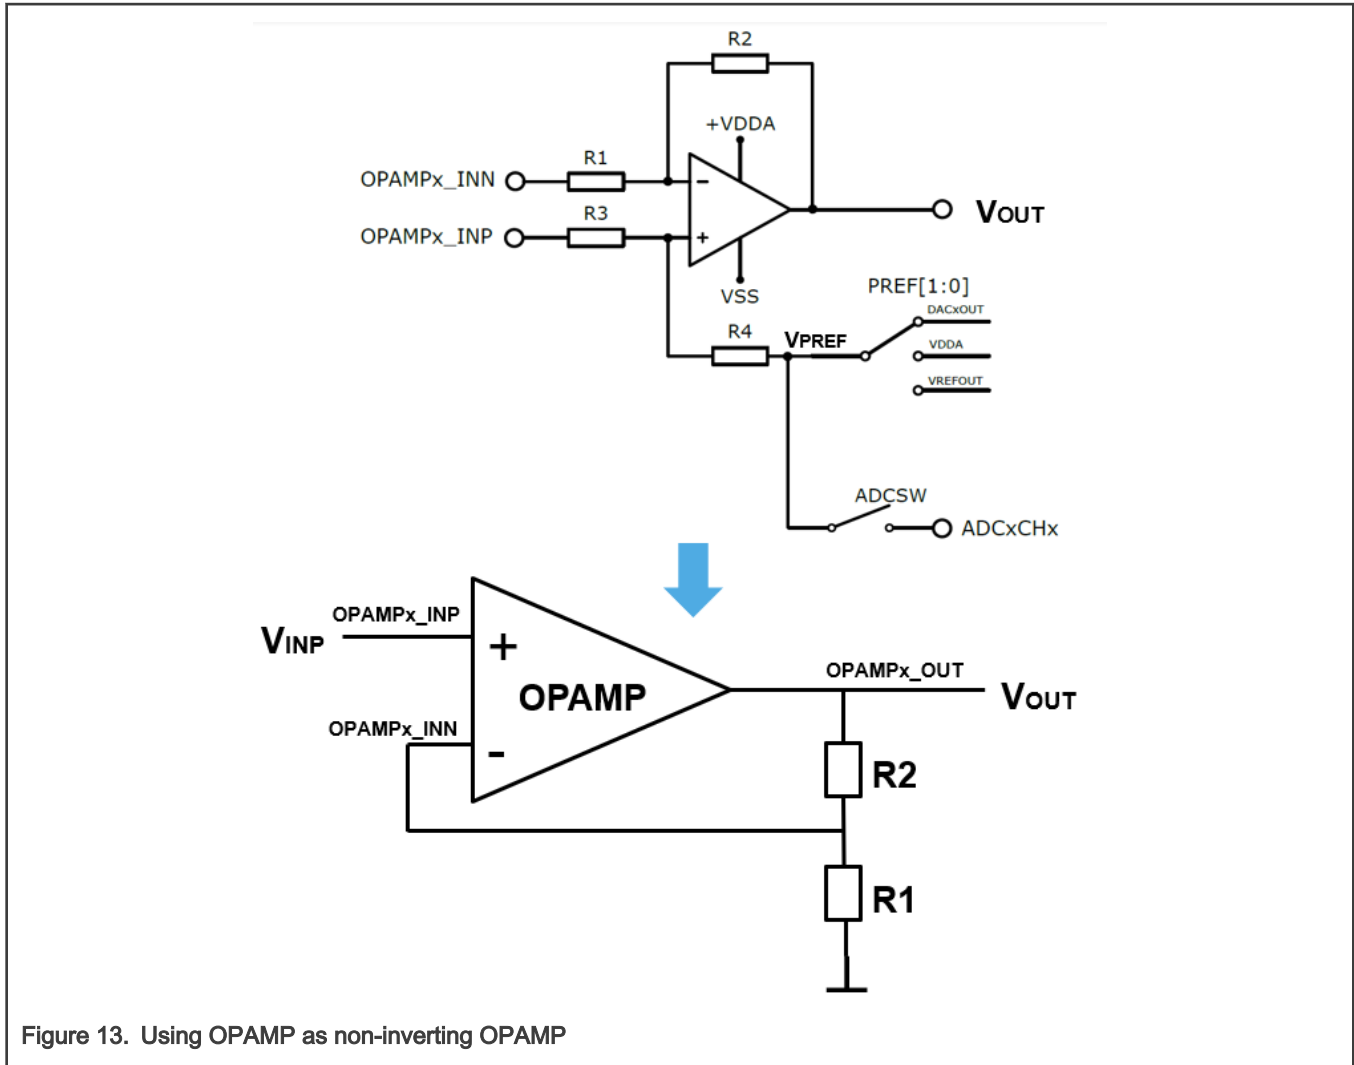 R2
+VDDA
R1
OPAMPx_INN
−
R3
OPAMPx_INP
+
VOUT
VSS
PREF[1:0]
DACxOUT
R4
VPREF
VDDA
VREFOUT
ADCSW
ADCxCHx
OPAMPx_INP
VINP
+
OPAMPx_OUT
OPAMP
VOUT
OPAMPx_INN
-
R2
R1
Figure 13. Using OPAMP as non-inverting OPAMP